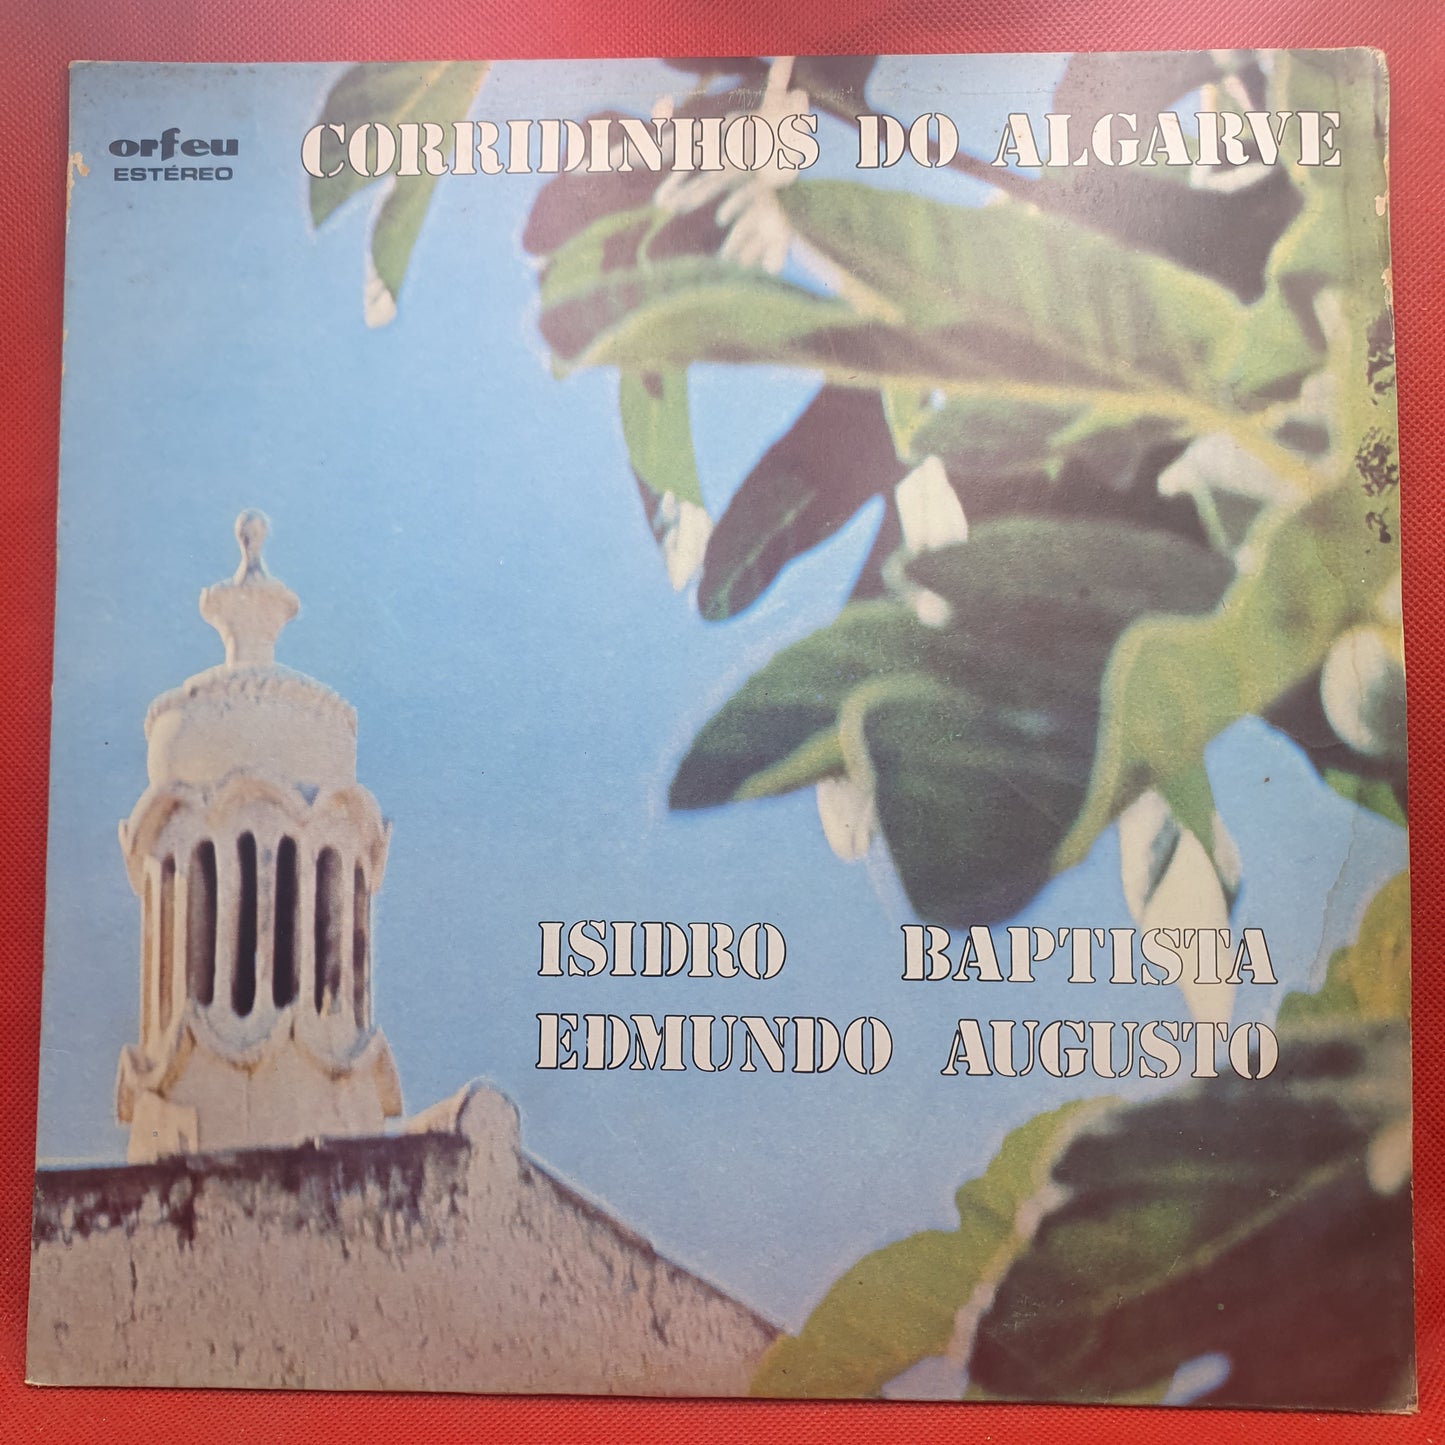 orfeu
ESTÉREO
CORRIDINHOS DO ALGARVE
ISIDRO BAPTISTA
EDMUNDO AUGUSTO